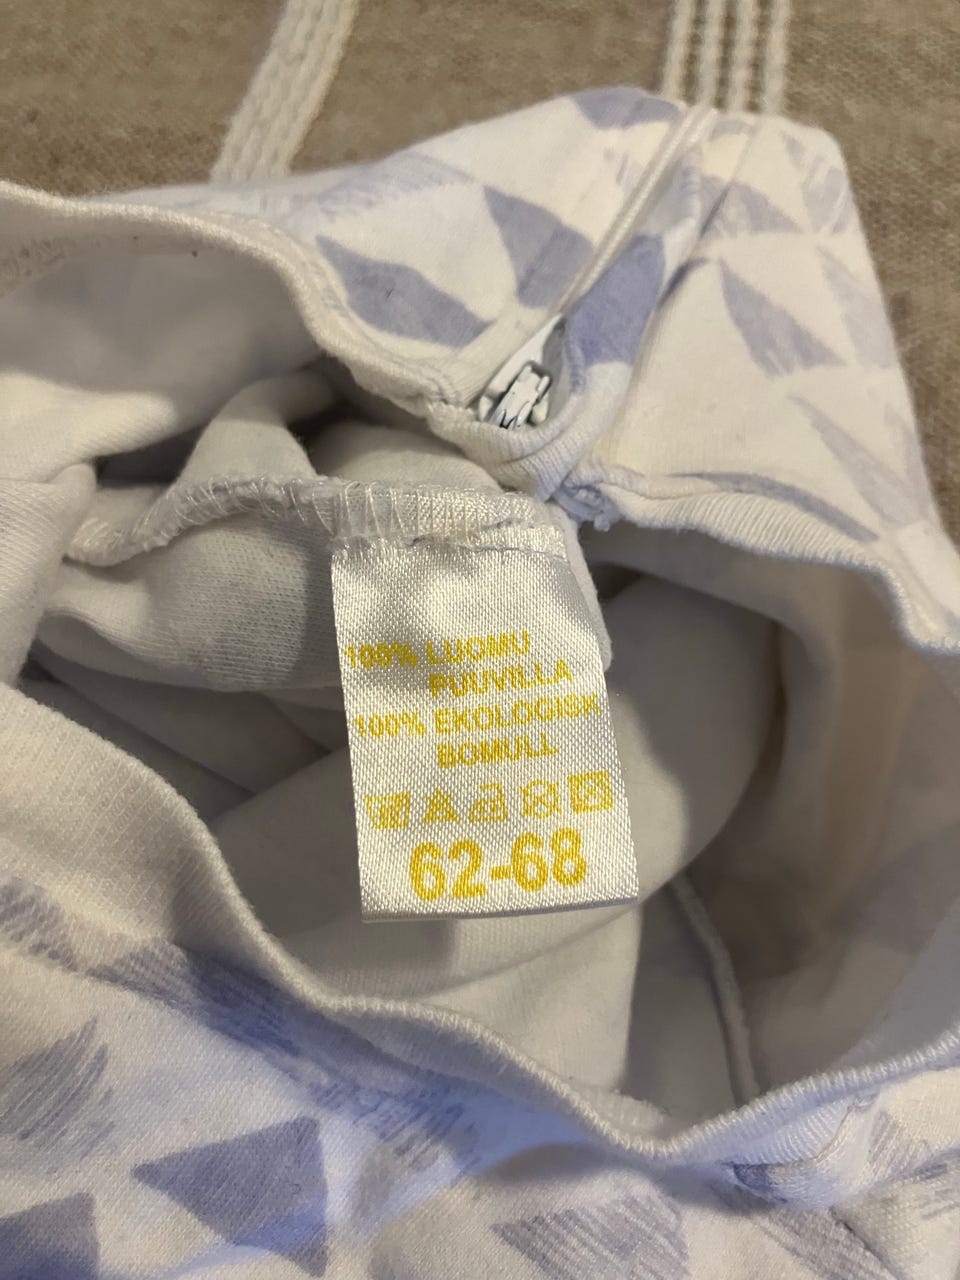 100% LUOMU
PUUVILLA
100% EKOLOGISK
BOMULL
62-68